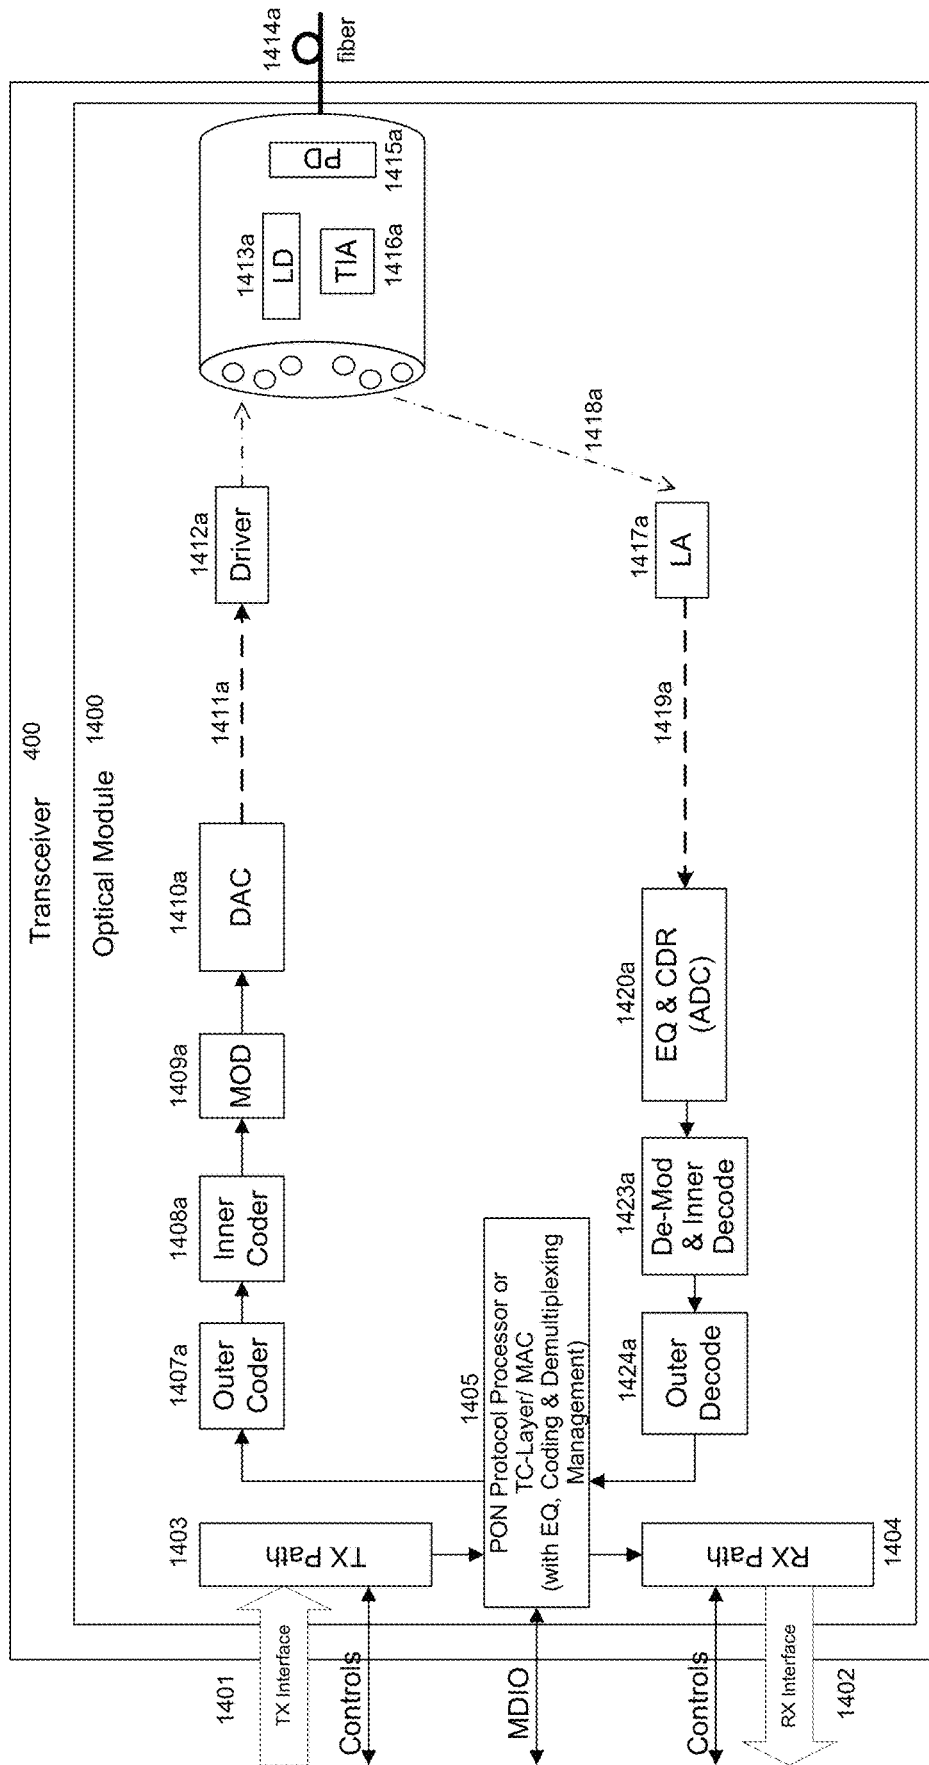 Transceiver 400
Optical Module 1400
1401
TX Interface
Controls
1403
TX Path
1407a
Outer
Coder
1408a
Inner
Coder
1409a
MOD
1410a
DAC
1411a
1412a
Driver
1413a
LD
TIA
1416a
PD
1415a
1414a
fiber
MDIO
1405
PON Protocol Processor or
TC-Layer/ MAC
(with EQ, Coding & Demultiplexing
Management)
Controls
RX Interface
1402
RX Path
1404
1424a
Outer
Decode
1423a
De-Mod
& Inner
Decode
1420a
EQ & CDR
(ADC)
1419a
1417a
LA
1418a